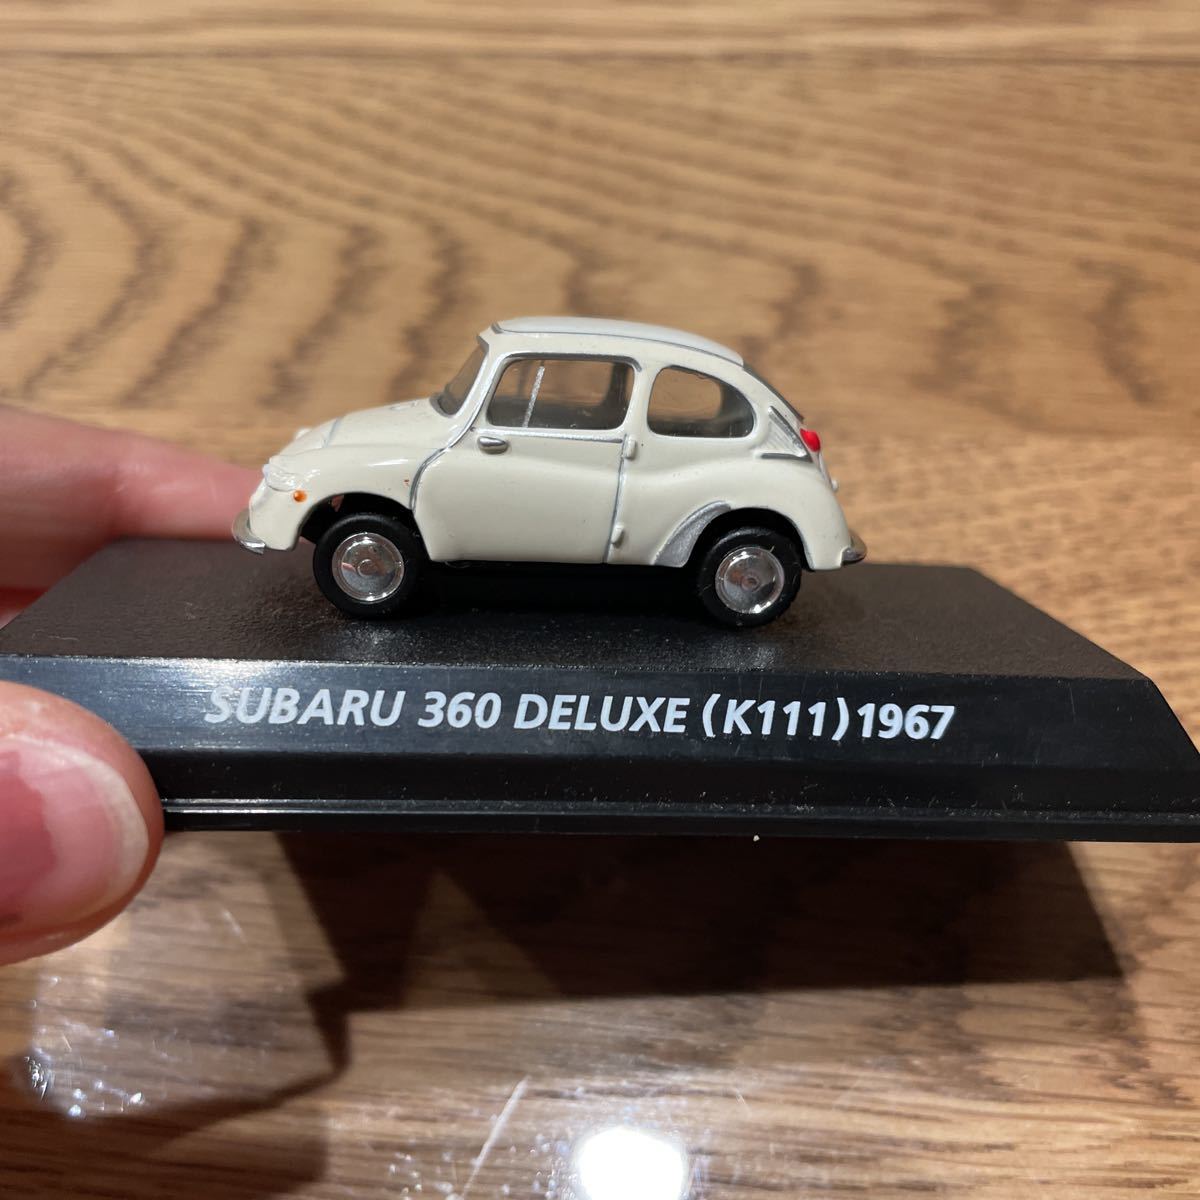 SUBARU 360 DELUXE (K111) 1967